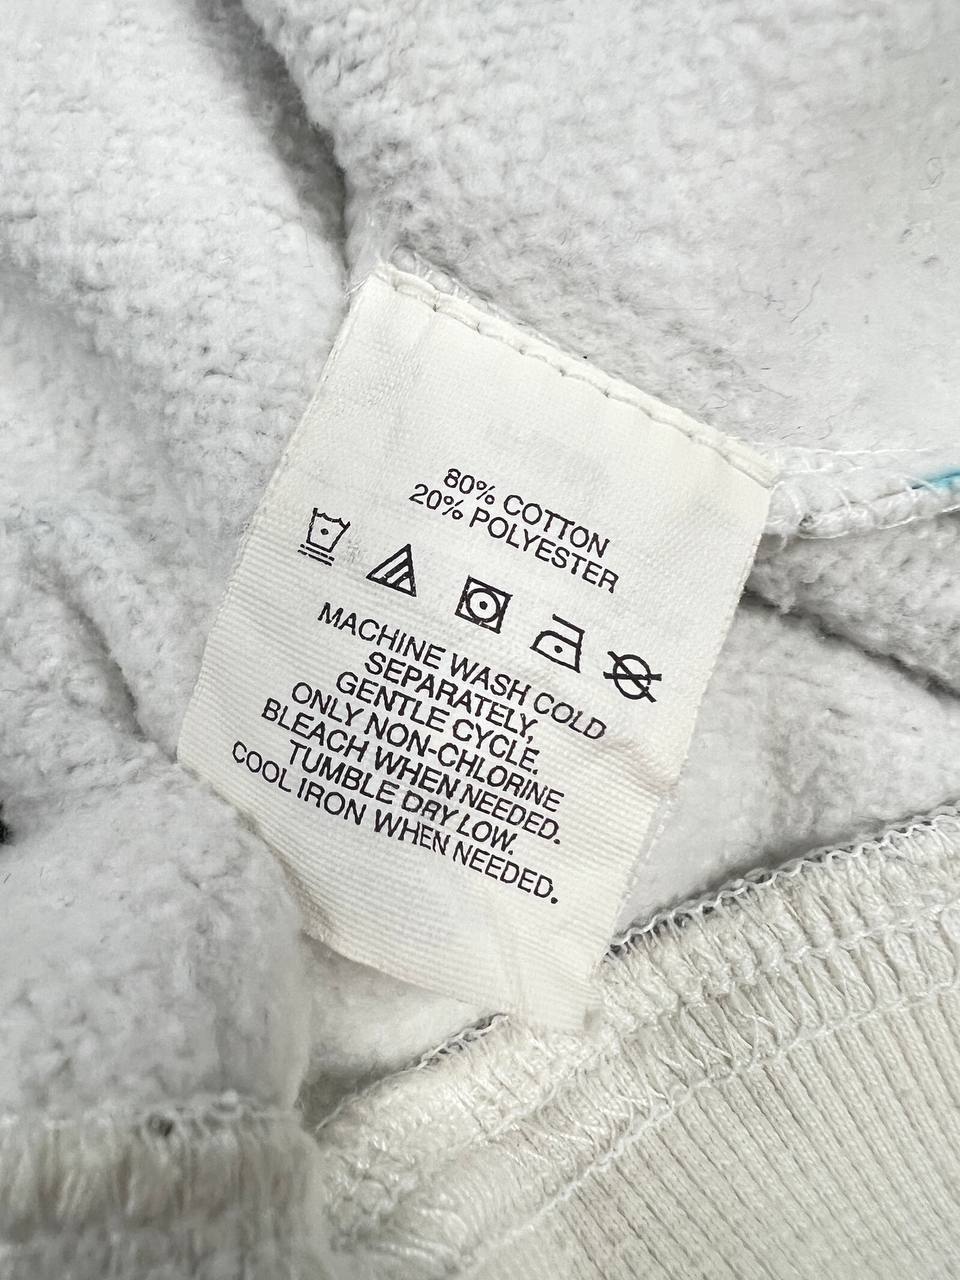 80% COTTON
20% POLYESTER
MACHINE WASH COLD
SEPARATELY,
GENTLE CYCLE.
ONLY NON-CHLORINE
BLEACH WHEN NEEDED.
TUMBLE DRY LOW.
COOL IRON WHEN NEEDED.